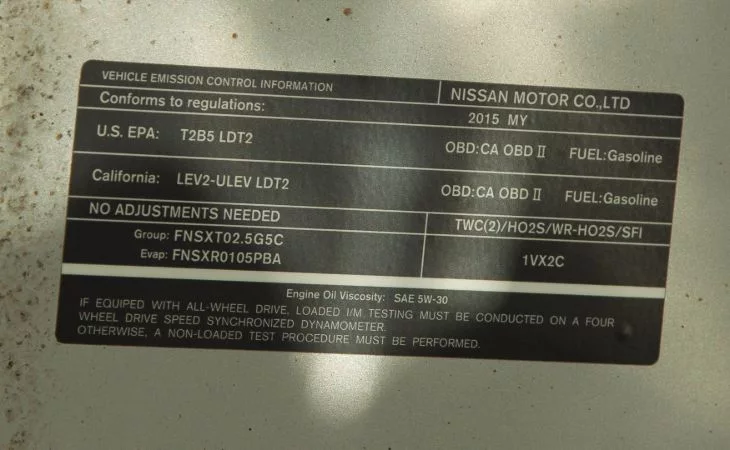 VEHICLE EMISSION CONTROL INFORMATION
NISSAN MOTOR CO.,LTD
Conforms to regulations:
2015 MY
U.S. EPA: T2B5 LDT2
OBD:CA OBD II FUEL:Gasoline
California: LEV2-ULEV LDT2
OBD:CA OBD II FUEL:Gasoline
NO ADJUSTMENTS NEEDED
TWC(2)/HO2S/WR-HO2S/SFI
Group: FNSXT02.5G5C
Evap: FNSXR0105PBA
1VX2C
Engine Oil Viscosity: SAE 5W-30
IF EQUIPED WITH ALL-WHEEL DRIVE, LOADED I/M TESTING MUST BE CONDUCTED ON A FOUR
WHEEL DRIVE SPEED SYNCHRONIZED DYNAMOMETER.
OTHERWISE, A NON-LOADED TEST PROCEDURE MUST BE PERFORMED.